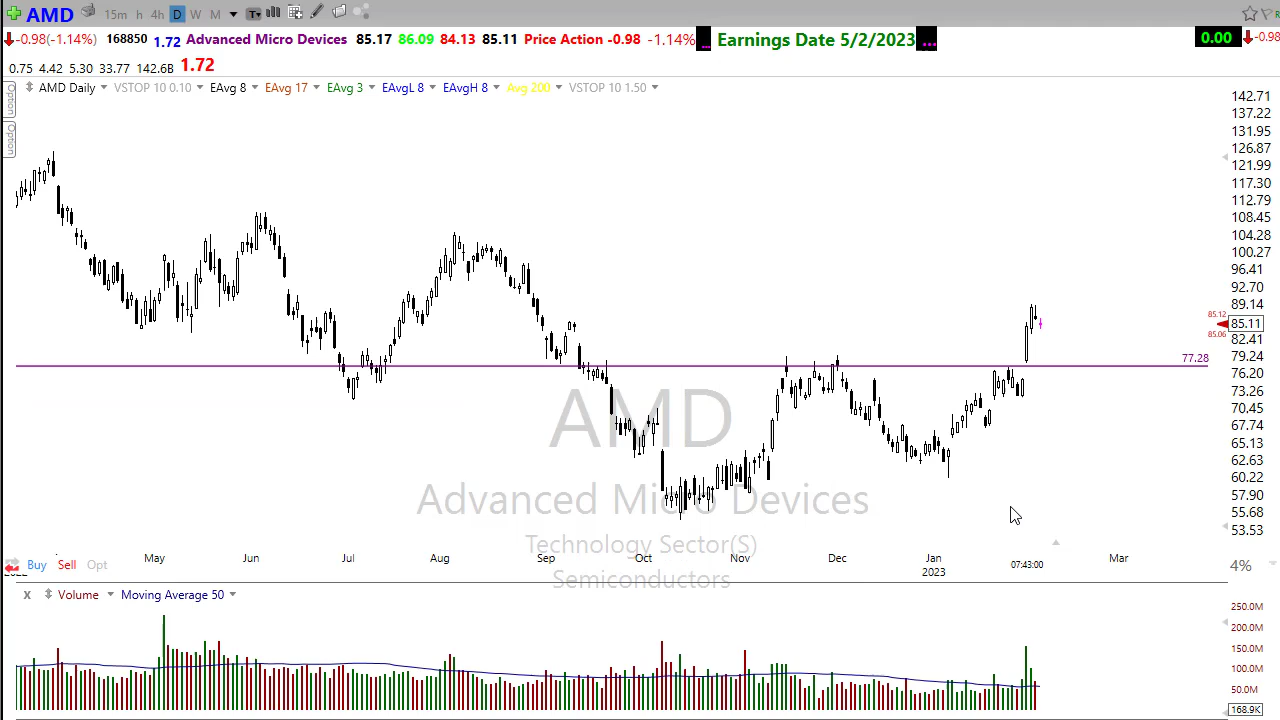 AMD 15m h 4h D W M T
-0.98(-1.14%) 168850 1.72 Advanced Micro Devices 85.17 86.09 84.13 85.11 Price Action -0.98 -1.14% ... Earnings Date 5/2/2023 ... 0.00 -0.98
0.75 4.42 5.30 33.77 142.6B 1.72
AMD Daily VSTOP 10 0.10 EAvg 8 EAvg 17 EAvg 3 EAvgL 8 EAvgH 8 Avg 200 VSTOP 10 1.50
Option
Option
142.71
137.22
131.95
126.87
121.99
117.30
112.79
108.45
104.28
100.27
96.41
92.70
89.14
85.12
85.11
85.06
82.41
79.24
77.28
76.20
73.26
70.45
67.74
65.13
62.63
60.22
57.90
55.68
53.53
AMD
Advanced Micro Devices
Technology Sector(S)
Semiconductors
May Jun Jul Aug Sep Oct Nov Dec Jan Mar
2023 07:43:00
Buy Sell Opt 4%
X Volume Moving Average 50
250.0M
200.0M
150.0M
100.0M
50.0M
168.9K